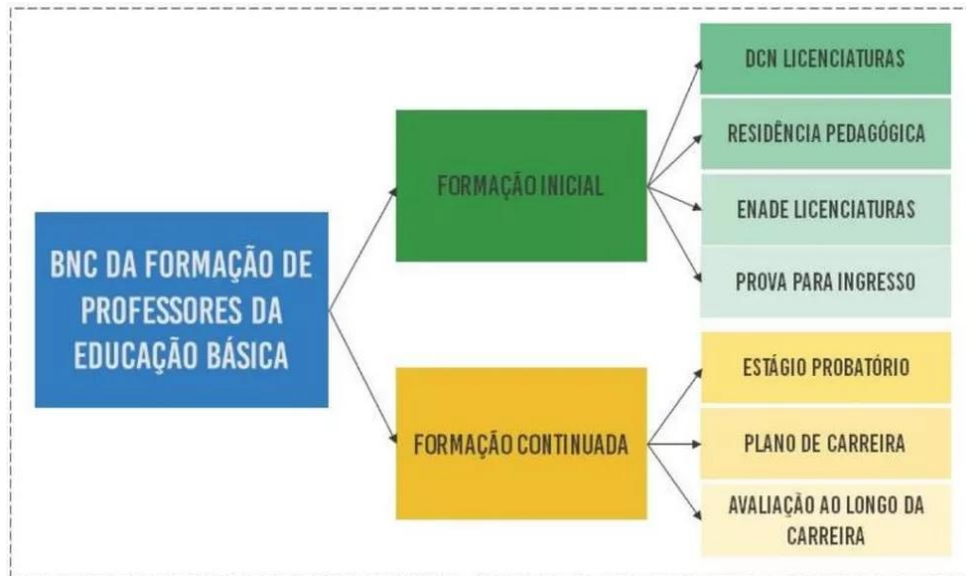 BNC DA FORMAÇÃO DE
PROFESSORES DA
EDUCAÇÃO BÁSICA
FORMAÇÃO INICIAL
DCN LICENCIATURAS
RESIDÊNCIA PEDAGÓGICA
ENADE LICENCIATURAS
PROVA PARA INGRESSO
FORMAÇÃO CONTINUADA
ESTÁGIO PROBATÓRIO
PLANO DE CARREIRA
AVALIAÇÃO AO LONGO DA
CARREIRA